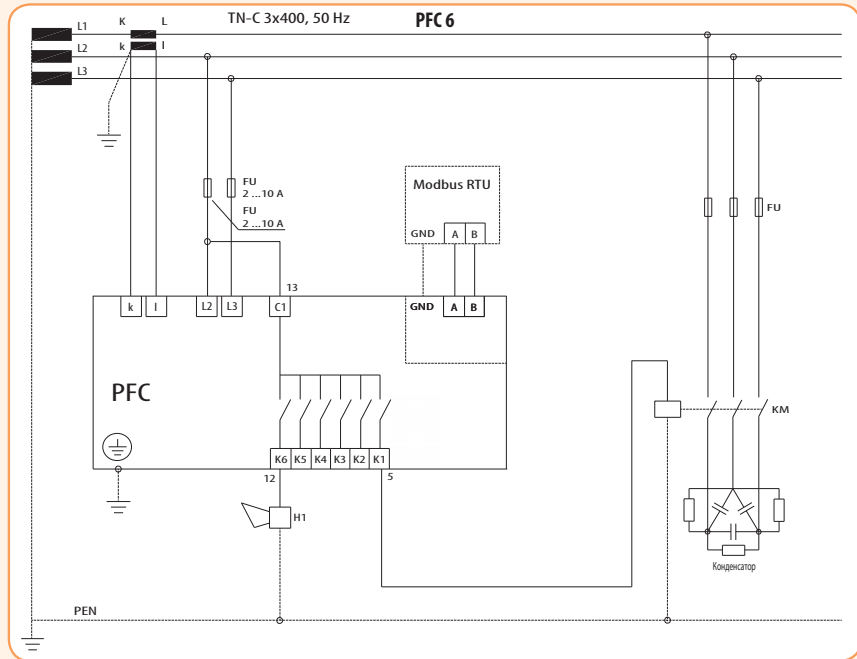 TN-C 3x400, 50 Hz
PFC 6
L1
K
L
L2
k
l
L3
FU
2 ...10 A
FU
2 ...10 A
Modbus RTU
GND
A
B
FU
13
k
l
L2
L3
C1
GND
A
B
PFC
KM
K6
K5
K4
K3
K2
K1
12
5
H1
Конденсатор
PEN